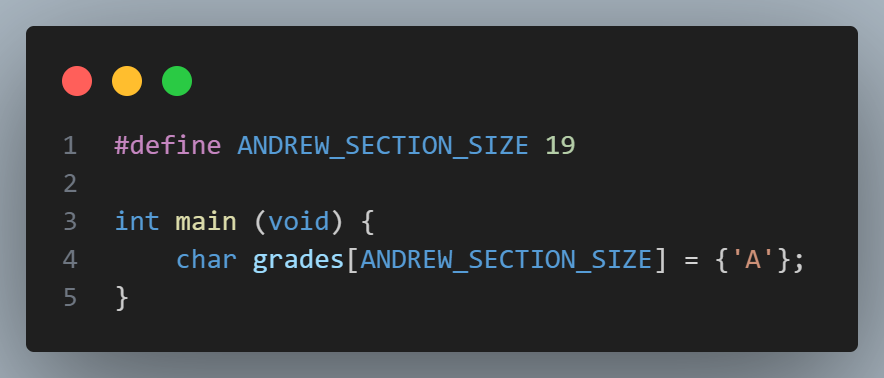 1 #define ANDREW_SECTION_SIZE 19
2
3 int main (void) {
4     char grades[ANDREW_SECTION_SIZE] = {'A'};
5 }